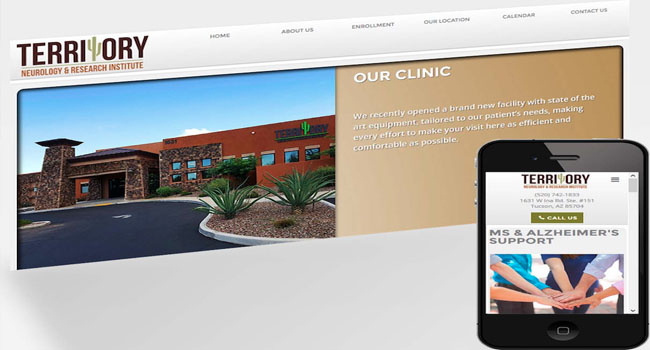 TERRITORY
NEUROLOGY & RESEARCH INSTITUTE
HOME
ABOUT US
ENROLLMENT
OUR LOCATION
CALENDAR
CONTACT US
OUR CLINIC
We recently opened a brand new facility with state of the
art equipment, tailored to our patient's needs, making
every effort to make your visit here as efficient and
comfortable as possible.
TERRITORY
TERRITORY
NEUROLOGY & RESEARCH INSTITUTE
(520) 742-1833
1631 W Ina Rd. Ste. #151
Tucson, AZ 85704
CALL US
MS & ALZHEIMER'S
SUPPORT